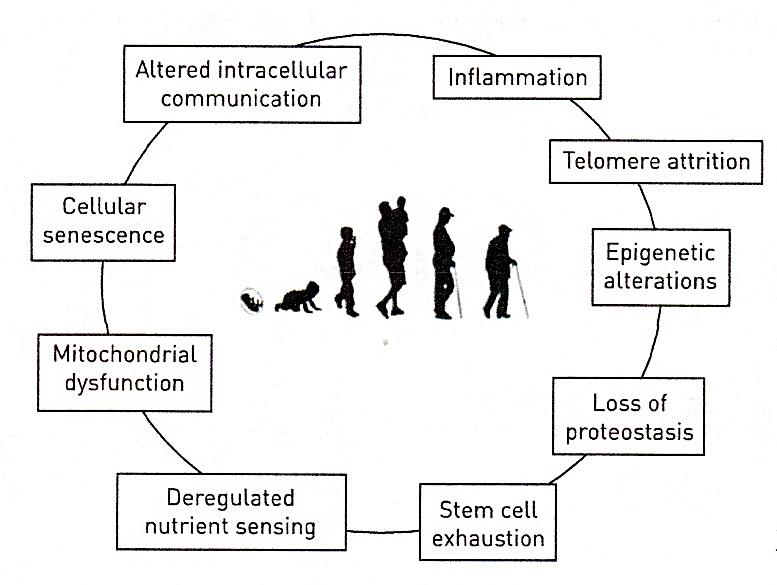 Altered intracellular
communication
Inflammation
Telomere attrition
Epigenetic
alterations
Loss of
proteostasis
Stem cell
exhaustion
Deregulated
nutrient sensing
Mitochondrial
dysfunction
Cellular
senescence